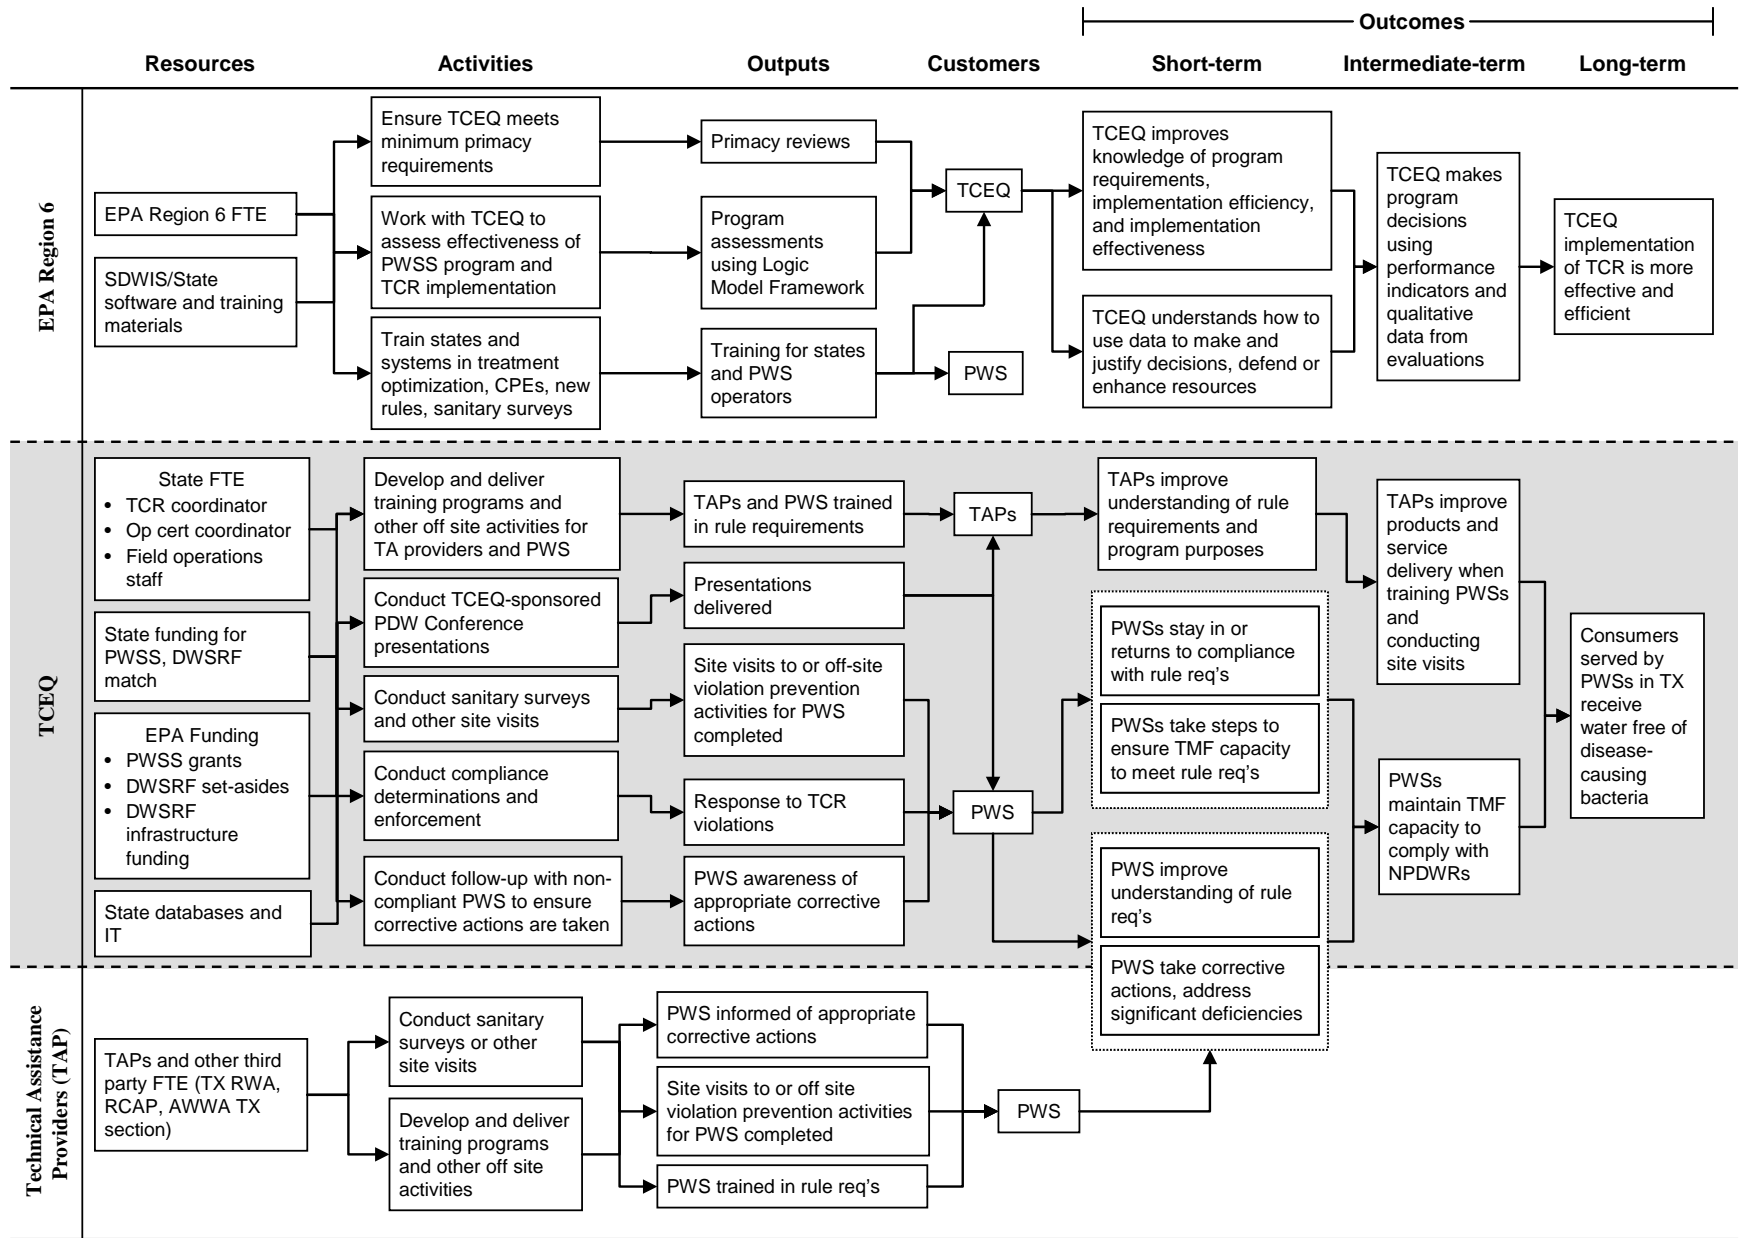 Outcomes
Resources
Activities
Outputs
Customers
Short-term
Intermediate-term
Long-term
EPA Region 6
EPA Region 6 FTE
SDWIS/State
software and training
materials
Ensure TCEQ meets
minimum primacy
requirements
Work with TCEQ to
assess effectiveness of
PWSS program and
TCR implementation
Train states and
systems in treatment
optimization, CPEs, new
rules, sanitary surveys
Primacy reviews
Program
assessments
using Logic
Model Framework
Training for states
and PWS
operators
TCEQ
PWS
TCEQ improves
knowledge of program
requirements,
implementation efficiency,
and implementation
effectiveness
TCEQ understands how to
use data to make and
justify decisions, defend or
enhance resources
TCEQ makes
program
decisions
using
performance
indicators and
qualitative
data from
evaluations
TCEQ
implementation
of TCR is more
effective and
efficient
TCEQ
State FTE
• TCR coordinator
• Op cert coordinator
• Field operations
staff
State funding for
PWSS, DWSRF
match
EPA Funding
• PWSS grants
• DWSRF set-asides
• DWSRF
infrastructure
funding
State databases and
IT
Develop and deliver
training programs and
other off site activities for
TA providers and PWS
Conduct TCEQ-sponsored
PDW Conference
presentations
Conduct sanitary surveys
and other site visits
Conduct compliance
determinations and
enforcement
Conduct follow-up with non-
compliant PWS to ensure
corrective actions are taken
TAPs and PWS trained
in rule requirements
Presentations
delivered
Site visits to or off-site
violation prevention
activities for PWS
completed
Response to TCR
violations
PWS awareness of
appropriate corrective
actions
TAPs
PWS
TAPs improve
understanding of rule
requirements and
program purposes
PWSs stay in or
returns to compliance
with rule req's
PWSs take steps to
ensure TMF capacity
to meet rule req's
PWS improve
understanding of rule
req's
PWS take corrective
actions, address
significant deficiencies
TAPs improve
products and
service
delivery when
training PWSs
and
conducting
site visits
PWSs
maintain TMF
capacity to
comply with
NPDWRs
Consumers
served by
PWSs in TX
receive
water free of
disease-
causing
bacteria
Technical Assistance
Providers (TAP)
TAPs and other third
party FTE (TX RWA,
RCAP, AWWA TX
section)
Conduct sanitary
surveys or other
site visits
Develop and deliver
training programs
and other off site
activities
PWS informed of appropriate
corrective actions
Site visits to or off site
violation prevention activities
for PWS completed
PWS trained in rule req's
PWS